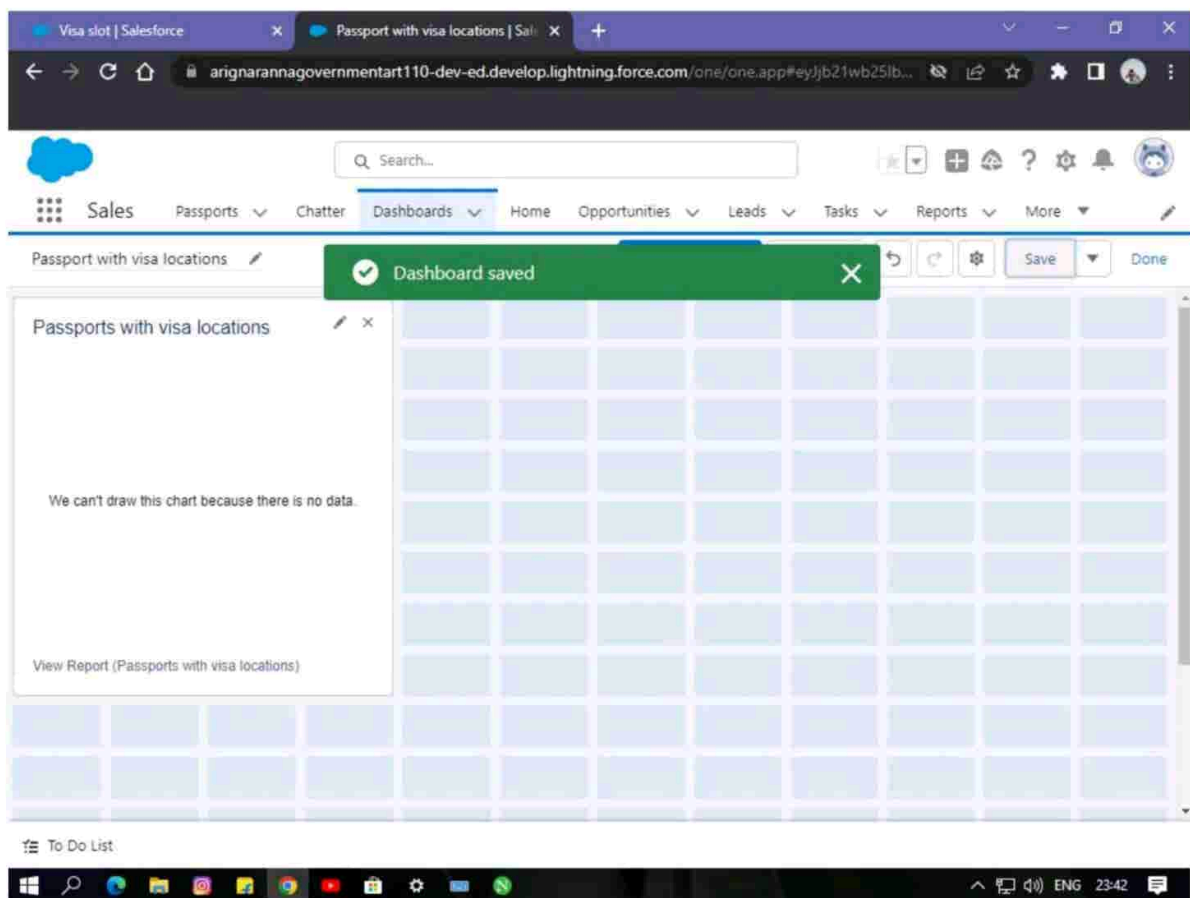 Visa slot | Salesforce
Passport with visa locations | Sal
arignarannagovernmentart110-dev-ed.develop.lightning.force.com/one/one.app#eyJjb21wb25lb...
Search...
Sales Passports Chatter Dashboards Home Opportunities Leads Tasks Reports More
Passport with visa locations
Dashboard saved
Save
Done
Passports with visa locations
We can't draw this chart because there is no data.
View Report (Passports with visa locations)
To Do List
ENG 23:42